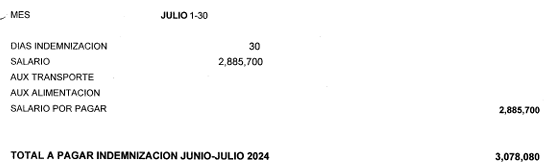 MES JULIO 1-30
DIAS INDEMNIZACION 30
SALARIO 2,885,700
AUX TRANSPORTE
AUX ALIMENTACION
SALARIO POR PAGAR 2,885,700
TOTAL A PAGAR INDEMNIZACION JUNIO-JULIO 2024 3,078,080